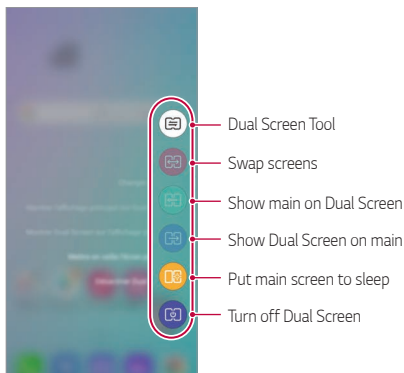 Dual Screen Tool
Swap screens
Show main on Dual Screen
Show Dual Screen on main
Put main screen to sleep
Turn off Dual Screen